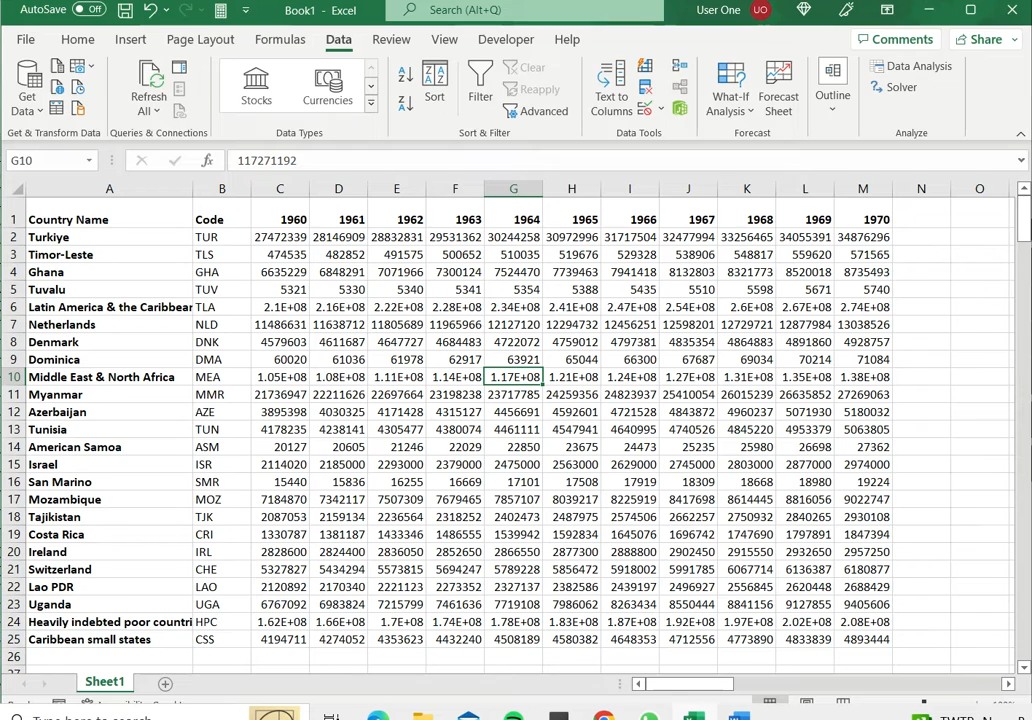 AutoSave Off Book1 - Excel Search (Alt+Q) User One UO
File Home Insert Page Layout Formulas Data Review View Developer Help Comments Share
Get Data Refresh All Stocks Currencies Sort Filter Clear Reapply Advanced Text to Columns What-If Analysis Forecast Sheet Outline Data Analysis Solver
Get & Transform Data Queries & Connections Data Types Sort & Filter Data Tools Forecast Analyze
G10 fx 117271192
A B C D E F G H I J K L M N O
1 Country Name Code 1960 1961 1962 1963 1964 1965 1966 1967 1968 1969 1970
2 Turkiye TUR 27472339 28146909 28832831 29531362 30244258 30972996 31717504 32477994 33256465 34055391 34876296
3 Timor-Leste TLS 474535 482852 491575 500652 510035 519676 529328 538906 548817 559620 571565
4 Ghana GHA 6635229 6848291 7071966 7300124 7524470 7739463 7941418 8132803 8321773 8520018 8735493
5 Tuvalu TUV 5321 5330 5340 5341 5354 5388 5435 5510 5598 5671 5740
6 Latin America & the Caribbear TLA 2.1E+08 2.16E+08 2.22E+08 2.28E+08 2.34E+08 2.41E+08 2.47E+08 2.54E+08 2.6E+08 2.67E+08 2.74E+08
7 Netherlands NLD 11486631 11638712 11805689 11965966 12127120 12294732 12456251 12598201 12729721 12877984 13038526
8 Denmark DNK 4579603 4611687 4647727 4684483 4722072 4759012 4797381 4835354 4864883 4891860 4928757
9 Dominica DMA 60020 61036 61978 62917 63921 65044 66300 67687 69034 70214 71084
10 Middle East & North Africa MEA 1.05E+08 1.08E+08 1.11E+08 1.14E+08 1.17E+08 1.21E+08 1.24E+08 1.27E+08 1.31E+08 1.35E+08 1.38E+08
11 Myanmar MMR 21736947 22211626 22697664 23198238 23717785 24259356 24823937 25410054 26015239 26635852 27269063
12 Azerbaijan AZE 3895398 4030325 4171428 4315127 4456691 4592601 4721528 4843872 4960237 5071930 5180032
13 Tunisia TUN 4178235 4238141 4305477 4380074 4461111 4547941 4640995 4740526 4845220 4953379 5063805
14 American Samoa ASM 20127 20605 21246 22029 22850 23675 24473 25235 25980 26698 27362
15 Israel ISR 2114020 2185000 2293000 2379000 2475000 2563000 2629000 2745000 2803000 2877000 2974000
16 San Marino SMR 15440 15836 16255 16669 17101 17508 17919 18309 18668 18980 19224
17 Mozambique MOZ 7184870 7342117 7507309 7679465 7857107 8039217 8225919 8417698 8614445 8816056 9022747
18 Tajikistan TJK 2087053 2159134 2236564 2318252 2402473 2487975 2574506 2662257 2750932 2840265 2930108
19 Costa Rica CRI 1330787 1381187 1433346 1486555 1539942 1592834 1645076 1696742 1747690 1797891 1847394
20 Ireland IRL 2828600 2824400 2836050 2852650 2866550 2877300 2888800 2902450 2915550 2932650 2957250
21 Switzerland CHE 5327827 5434294 5573815 5694247 5789228 5856472 5918002 5991785 6067714 6136387 6180877
22 Lao PDR LAO 2120892 2170340 2221123 2273352 2327137 2382586 2439197 2496927 2556845 2620448 2688429
23 Uganda UGA 6767092 6983824 7215799 7461636 7719108 7986062 8263434 8550444 8841156 9127855 9405606
24 Heavily indebted poor countri HPC 1.62E+08 1.66E+08 1.7E+08 1.74E+08 1.78E+08 1.83E+08 1.87E+08 1.92E+08 1.97E+08 2.02E+08 2.08E+08
25 Caribbean small states CSS 4194711 4274052 4353623 4432240 4508189 4580382 4648353 4712556 4773890 4833839 4893444
26
27
Sheet1
Type here to search